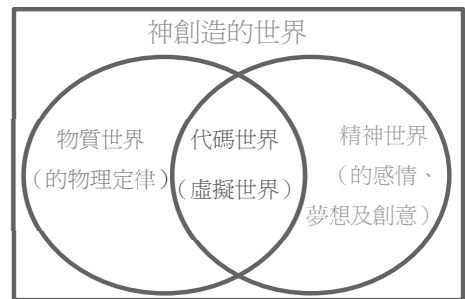 神創造的世界
物質世界
（的物理定律）
代碼世界
（虛擬世界）
精神世界
（的感情、
夢想及創意）